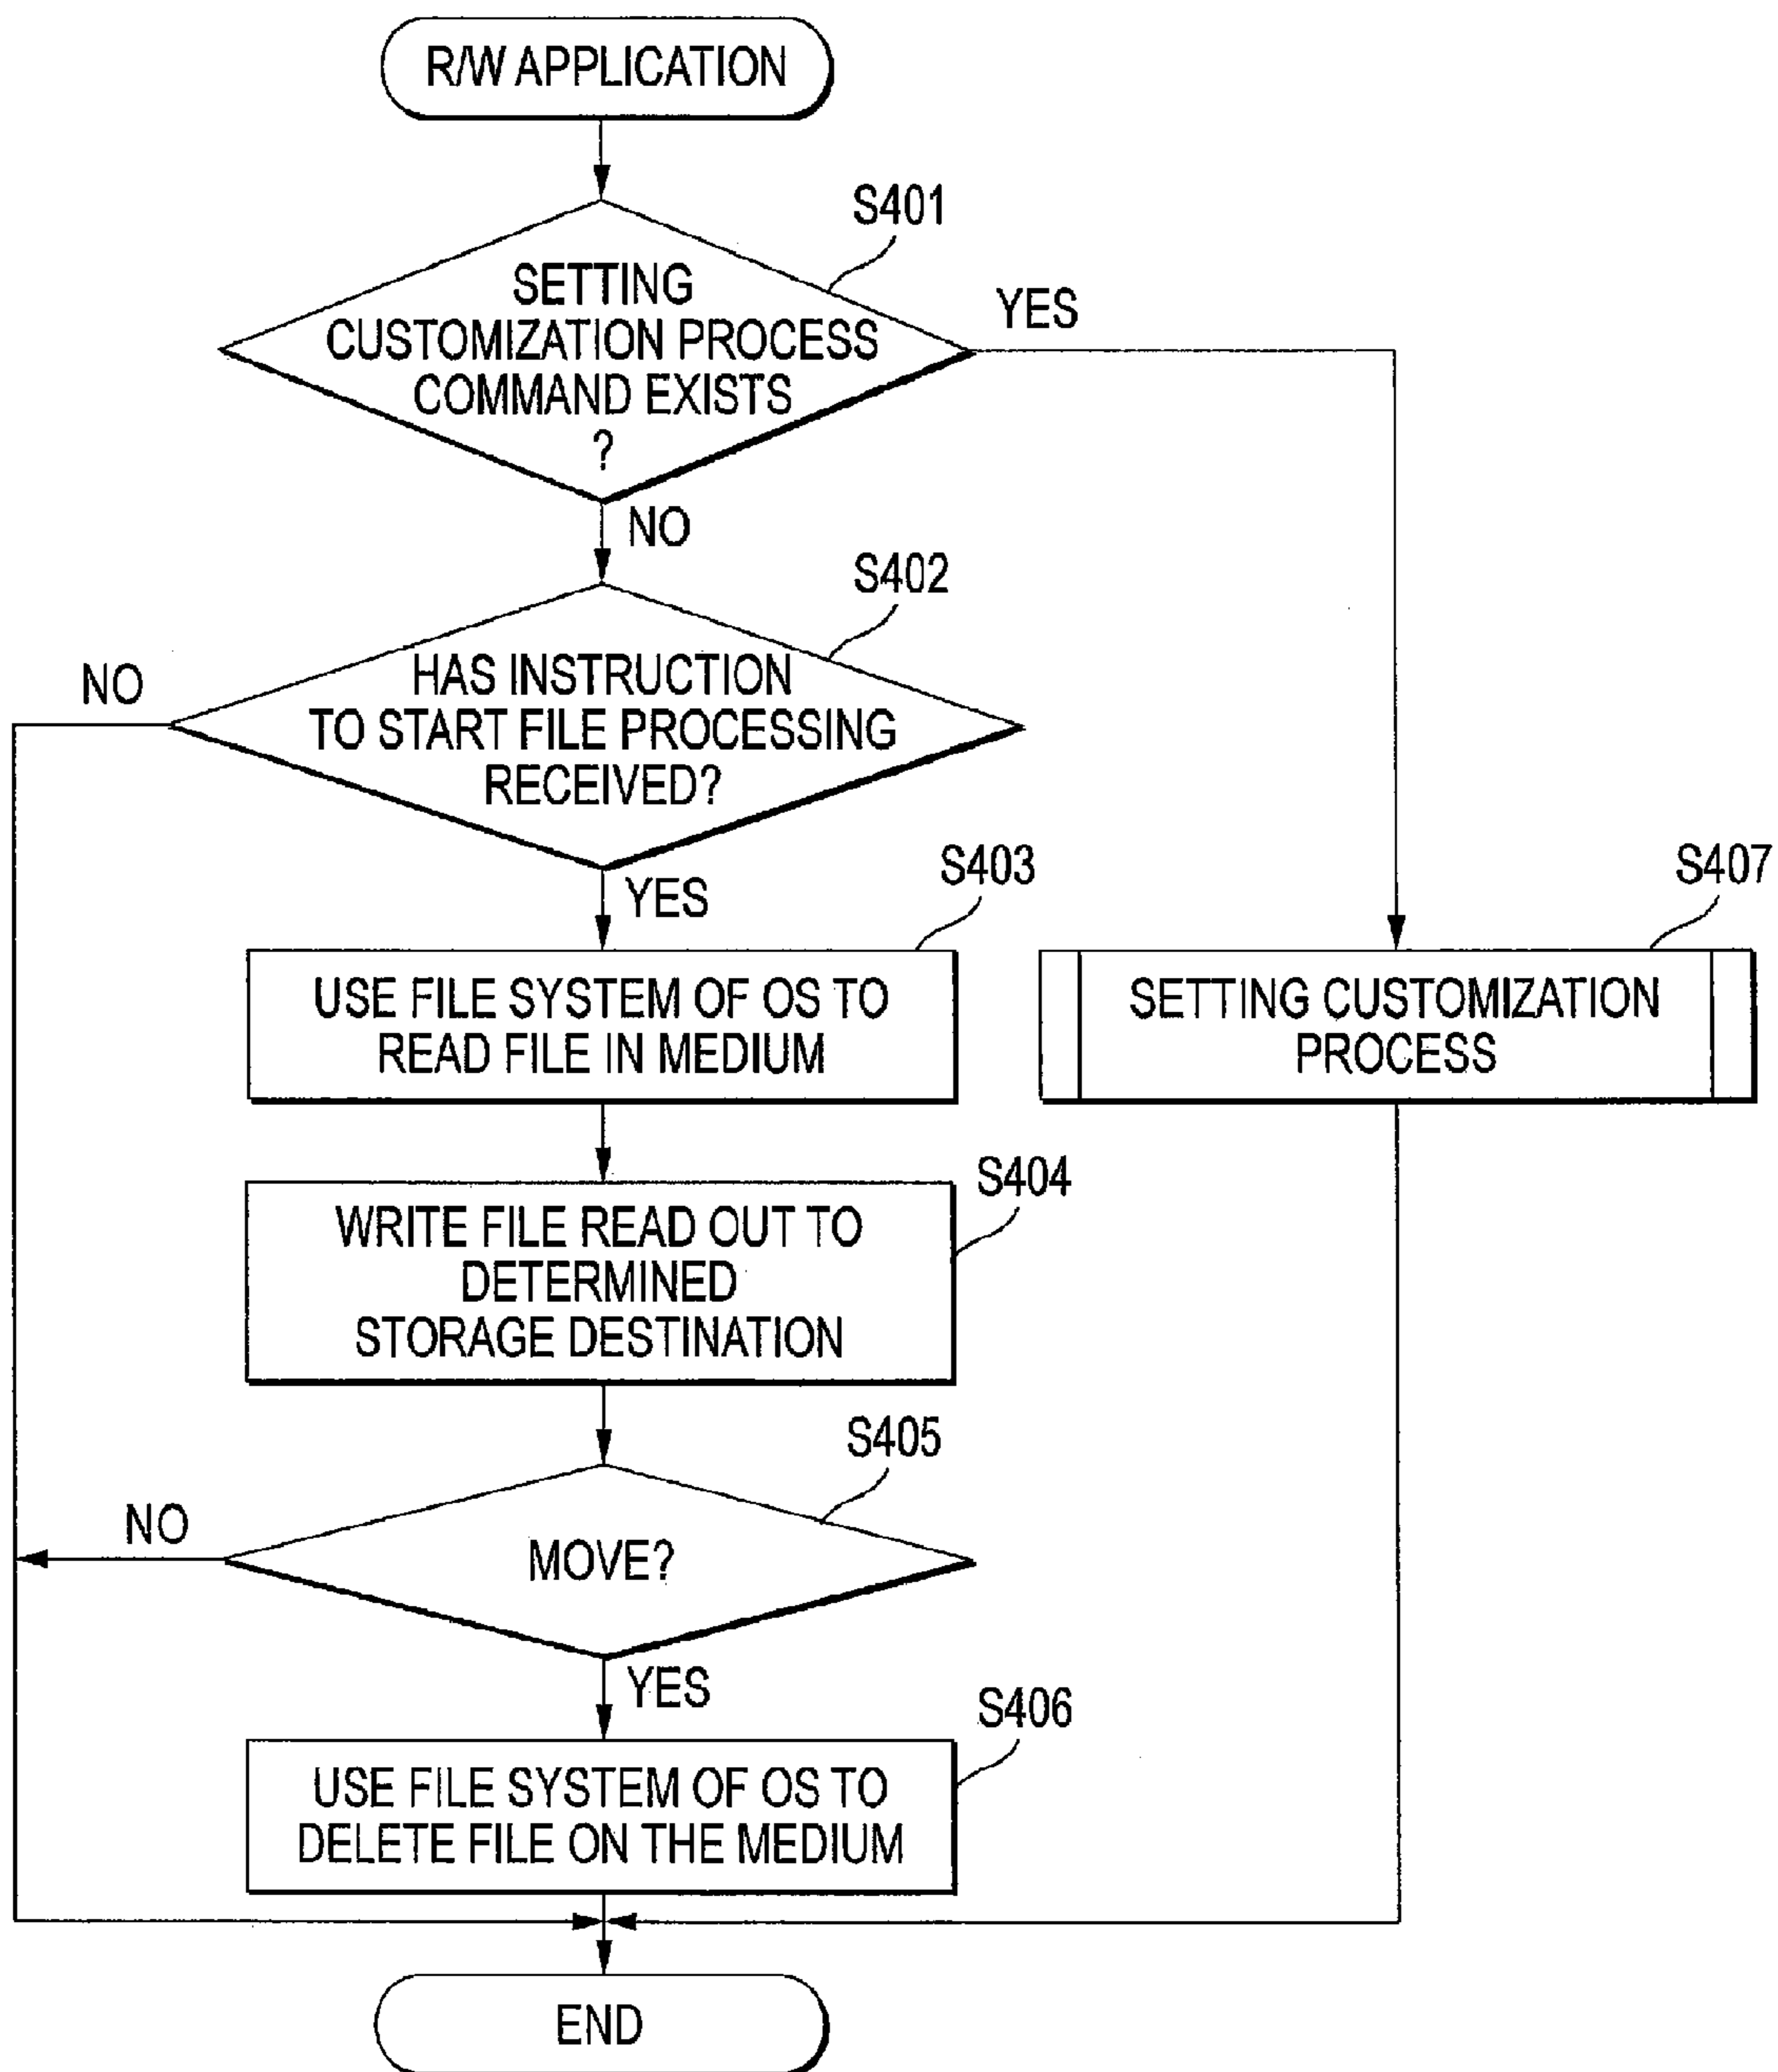 R/W APPLICATION
S401
SETTING
CUSTOMIZATION PROCESS
COMMAND EXISTS
?
YES
NO
S402
HAS INSTRUCTION
TO START FILE PROCESSING
RECEIVED?
NO
YES
S403
USE FILE SYSTEM OF OS TO
READ FILE IN MEDIUM
S407
SETTING CUSTOMIZATION
PROCESS
S404
WRITE FILE READ OUT TO
DETERMINED
STORAGE DESTINATION
S405
MOVE?
NO
YES
S406
USE FILE SYSTEM OF OS TO
DELETE FILE ON THE MEDIUM
END